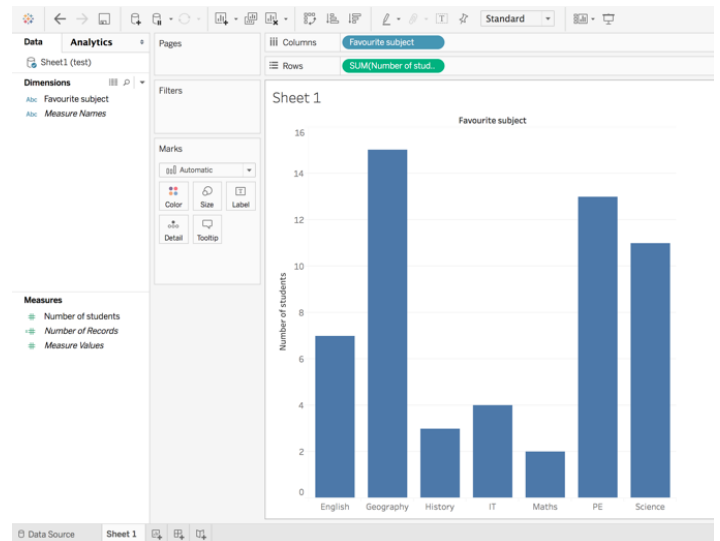 Standard
Data Analytics
Sheet1 (test)
Dimensions
Abc Favourite subject
Abc Measure Names
Measures
# Number of students
=# Number of Records
# Measure Values
Pages
Filters
Marks
Automatic
Color Size Label
Detail Tooltip
Columns Favourite subject
Rows SUM(Number of stud..
Sheet 1
Favourite subject
Number of students
16
14
12
10
8
6
4
2
0
English Geography History IT Maths PE Science
Data Source Sheet 1